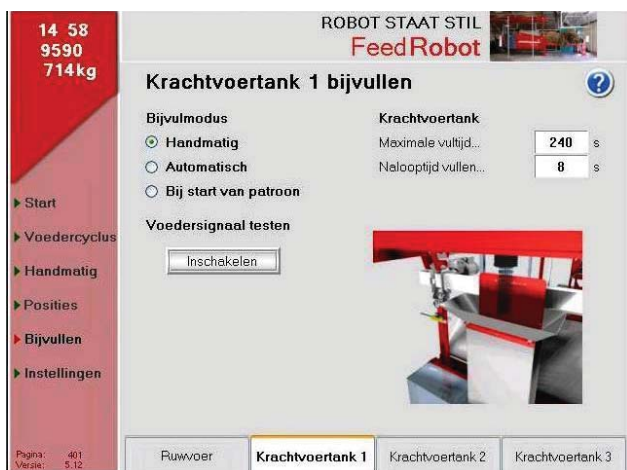 14 58
9590
714kg
ROBOT STAAT STIL
FeedRobot
Krachtvoertank 1 bijvullen
?
Bijvulmodus
Handmatig
Automatisch
Bij start van patroon
Voedersignaal testen
Inschakelen
Krachtvoertank
Maximale vultijd... 240 s
Nalooptijd vullen... 8 s
Start
Voedercyclus
Handmatig
Posities
Bijvullen
Instellingen
Pagina: 401
Versie: 5.12
Ruwvoer
Krachtvoertank 1
Krachtvoertank 2
Krachtvoertank 3